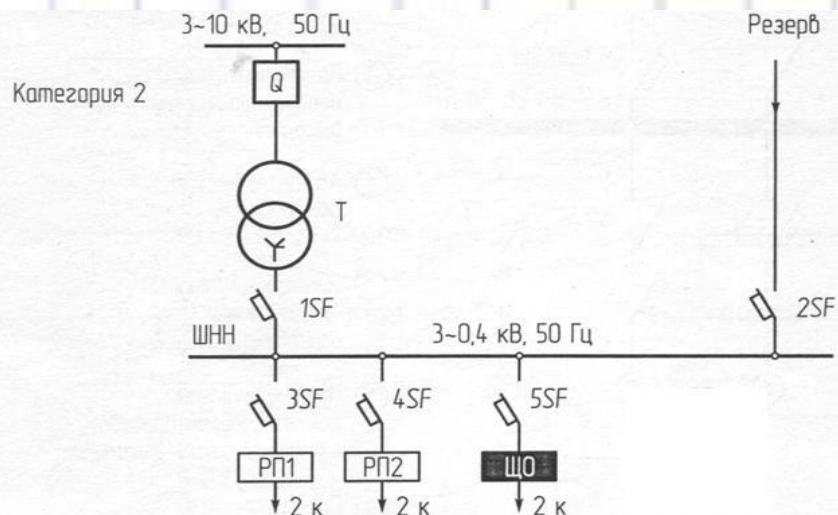 3~10 кВ, 50 Гц
Резерв
Категория 2
Q
T
1SF
2SF
ШНН
3~0,4 кВ, 50 Гц
3SF
4SF
5SF
РП1
РП2
ЩО
2 к
2 к
2 к